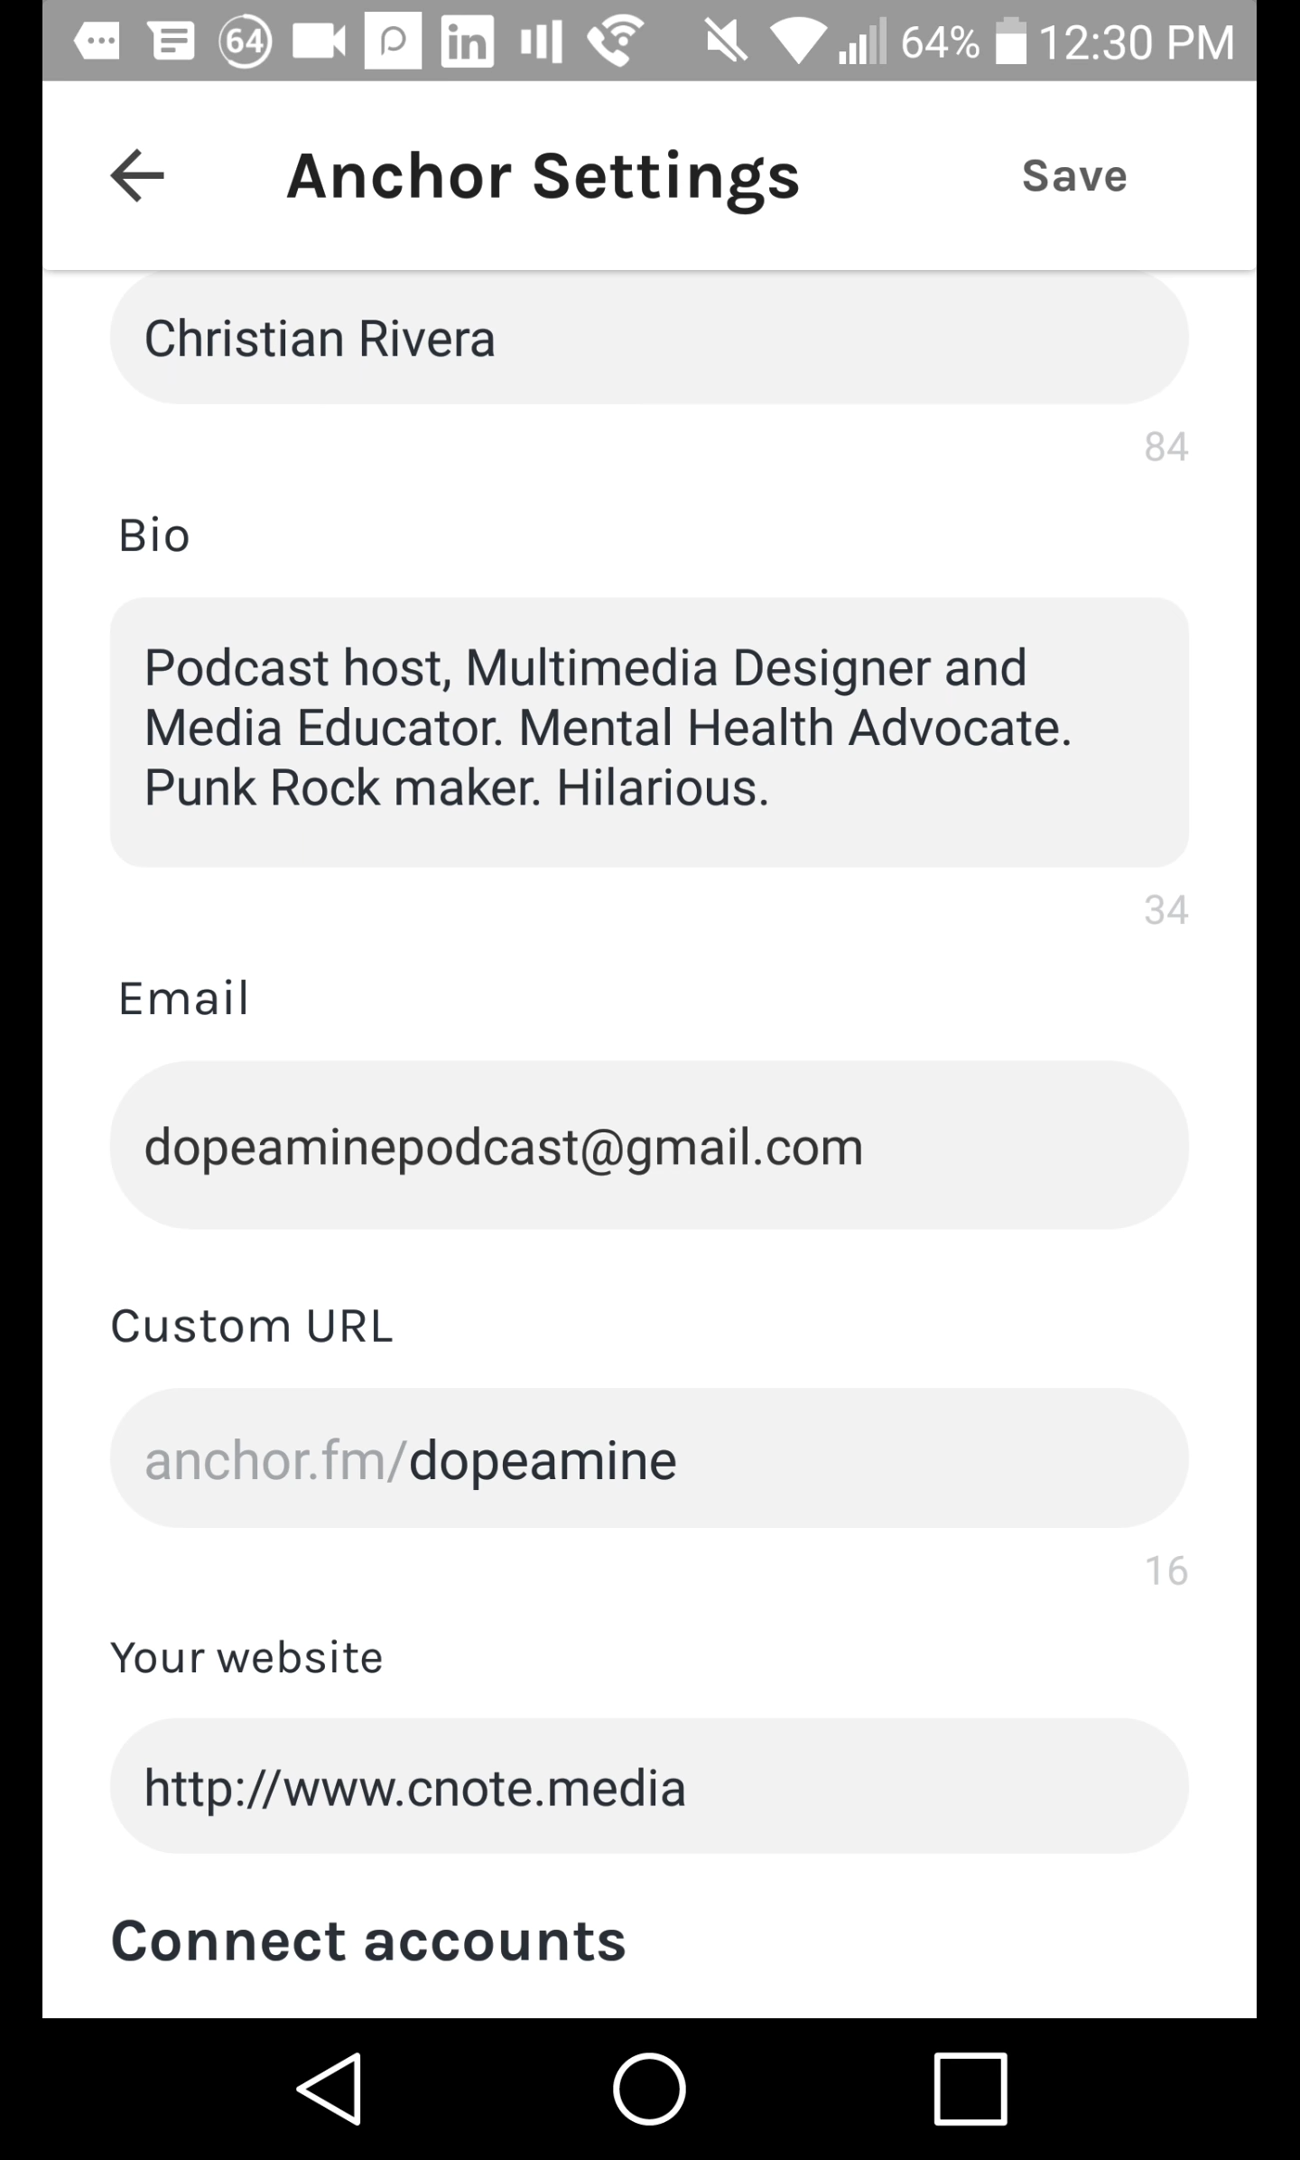 64 in 64% 12:30 PM
Anchor Settings Save
Christian Rivera
84
Bio
Podcast host, Multimedia Designer and
Media Educator. Mental Health Advocate.
Punk Rock maker. Hilarious.
34
Email
dopeaminepodcast@gmail.com
Custom URL
anchor.fm/dopeamine
16
Your website
http://www.cnote.media
Connect accounts